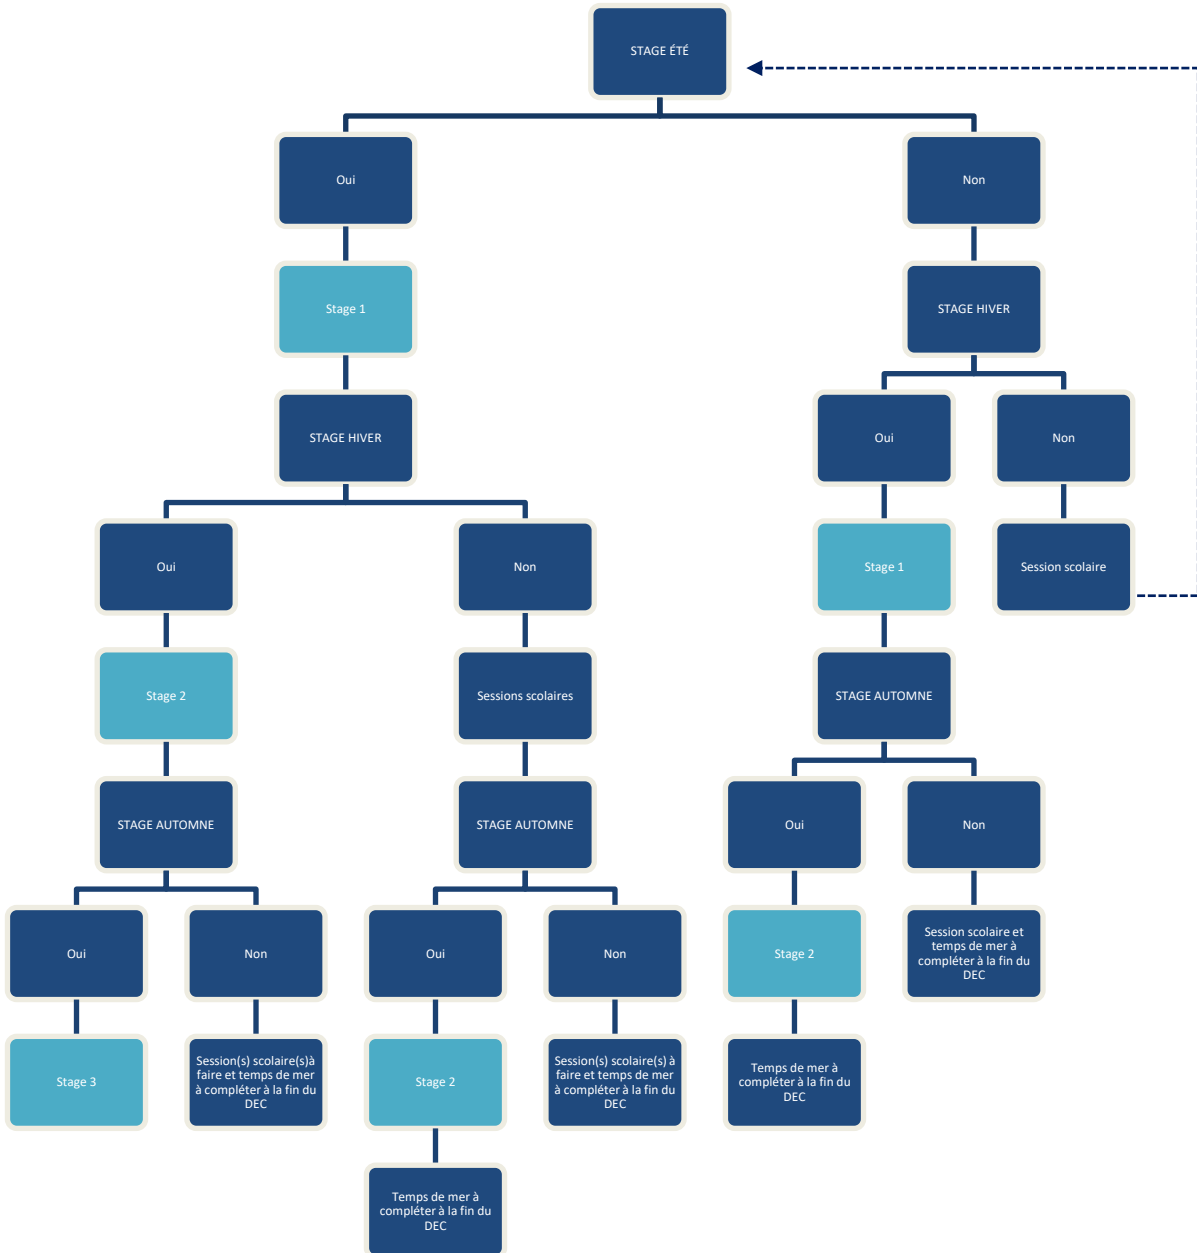 STAGE ÉTÉ
Oui
Non
Stage 1
STAGE HIVER
STAGE HIVER
Oui
Non
Oui
Non
Stage 1
Session scolaire
Stage 2
Sessions scolaires
STAGE AUTOMNE
STAGE AUTOMNE
STAGE AUTOMNE
Oui
Non
Oui
Non
Oui
Non
Stage 2
Session scolaire et
temps de mer à
compléter à la fin du
DEC
Stage 3
Session(s) scolaire(s)à
faire et temps de mer
à compléter à la fin du
DEC
Stage 2
Session(s) scolaire(s) à
faire et temps de mer
à compléter à la fin du
DEC
Temps de mer à
compléter à la fin du
DEC
Temps de mer à
compléter à la fin du
DEC